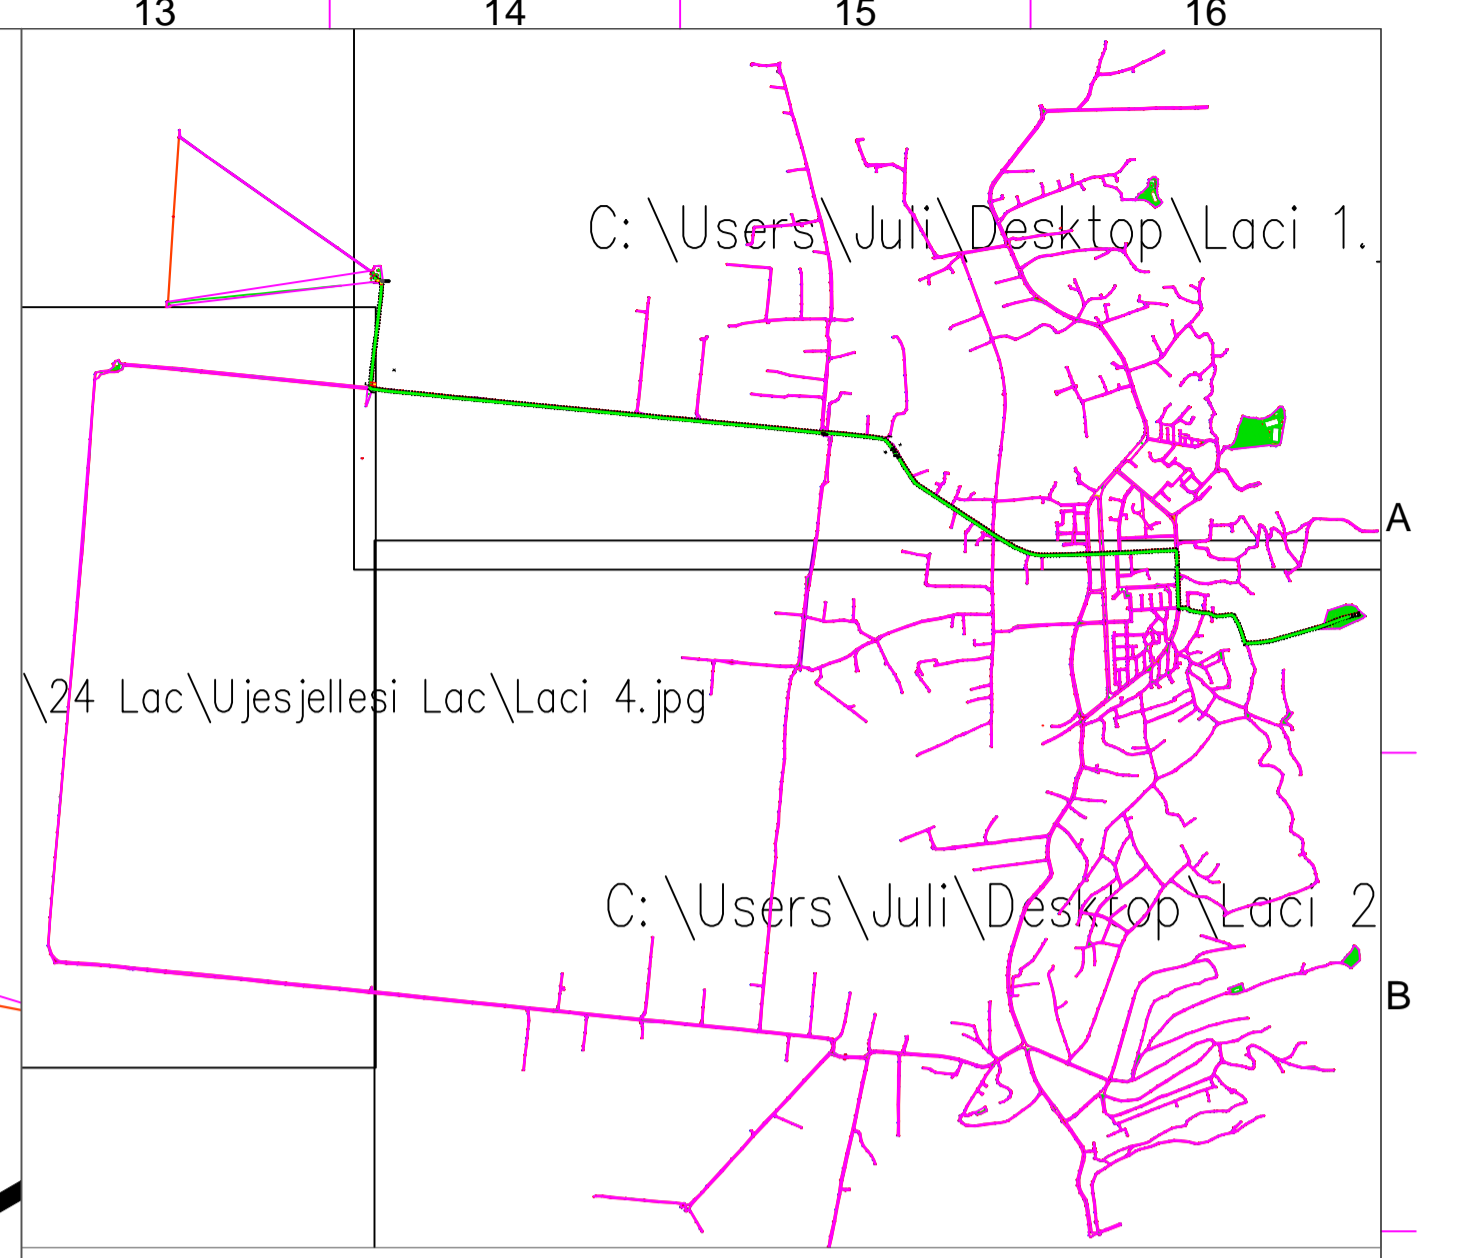 13 14 15 16
C:\Users\Juli\Desktop\Laci 1.
A
\24 Lac\Ujesjellesi Lac\Laci 4.jpg
C:\Users\Juli\Desktop\Laci 2
B